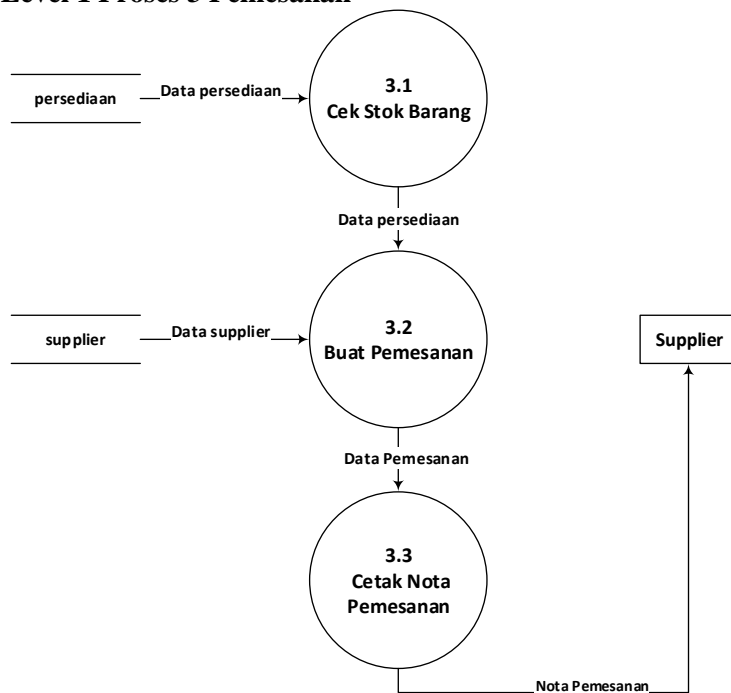 Level 1 Proses 3 Pemesanan
3.1
Cek Stok Barang
persediaan
Data persediaan
Data persediaan
3.2
Buat Pemesanan
supplier
Data supplier
Supplier
Data Pemesanan
3.3
Cetak Nota
Pemesanan
Nota Pemesanan